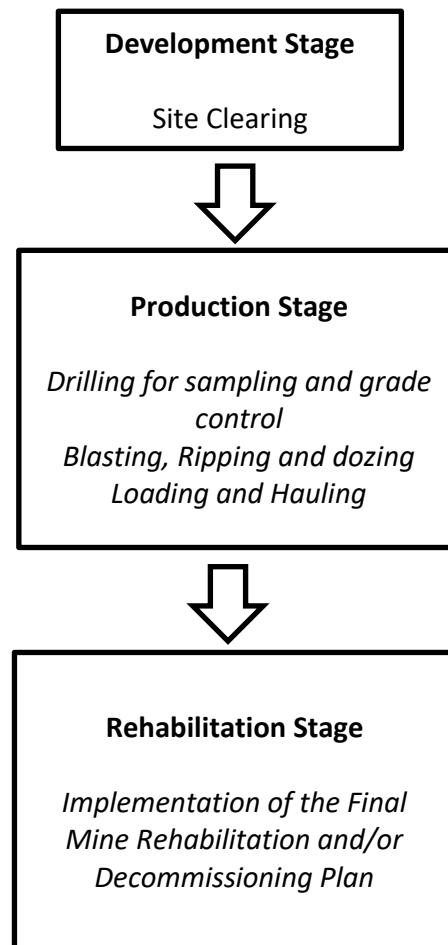 Development Stage
Site Clearing
Production Stage
Drilling for sampling and grade
control
Blasting, Ripping and dozing
Loading and Hauling
Rehabilitation Stage
Implementation of the Final
Mine Rehabilitation and/or
Decommissioning Plan